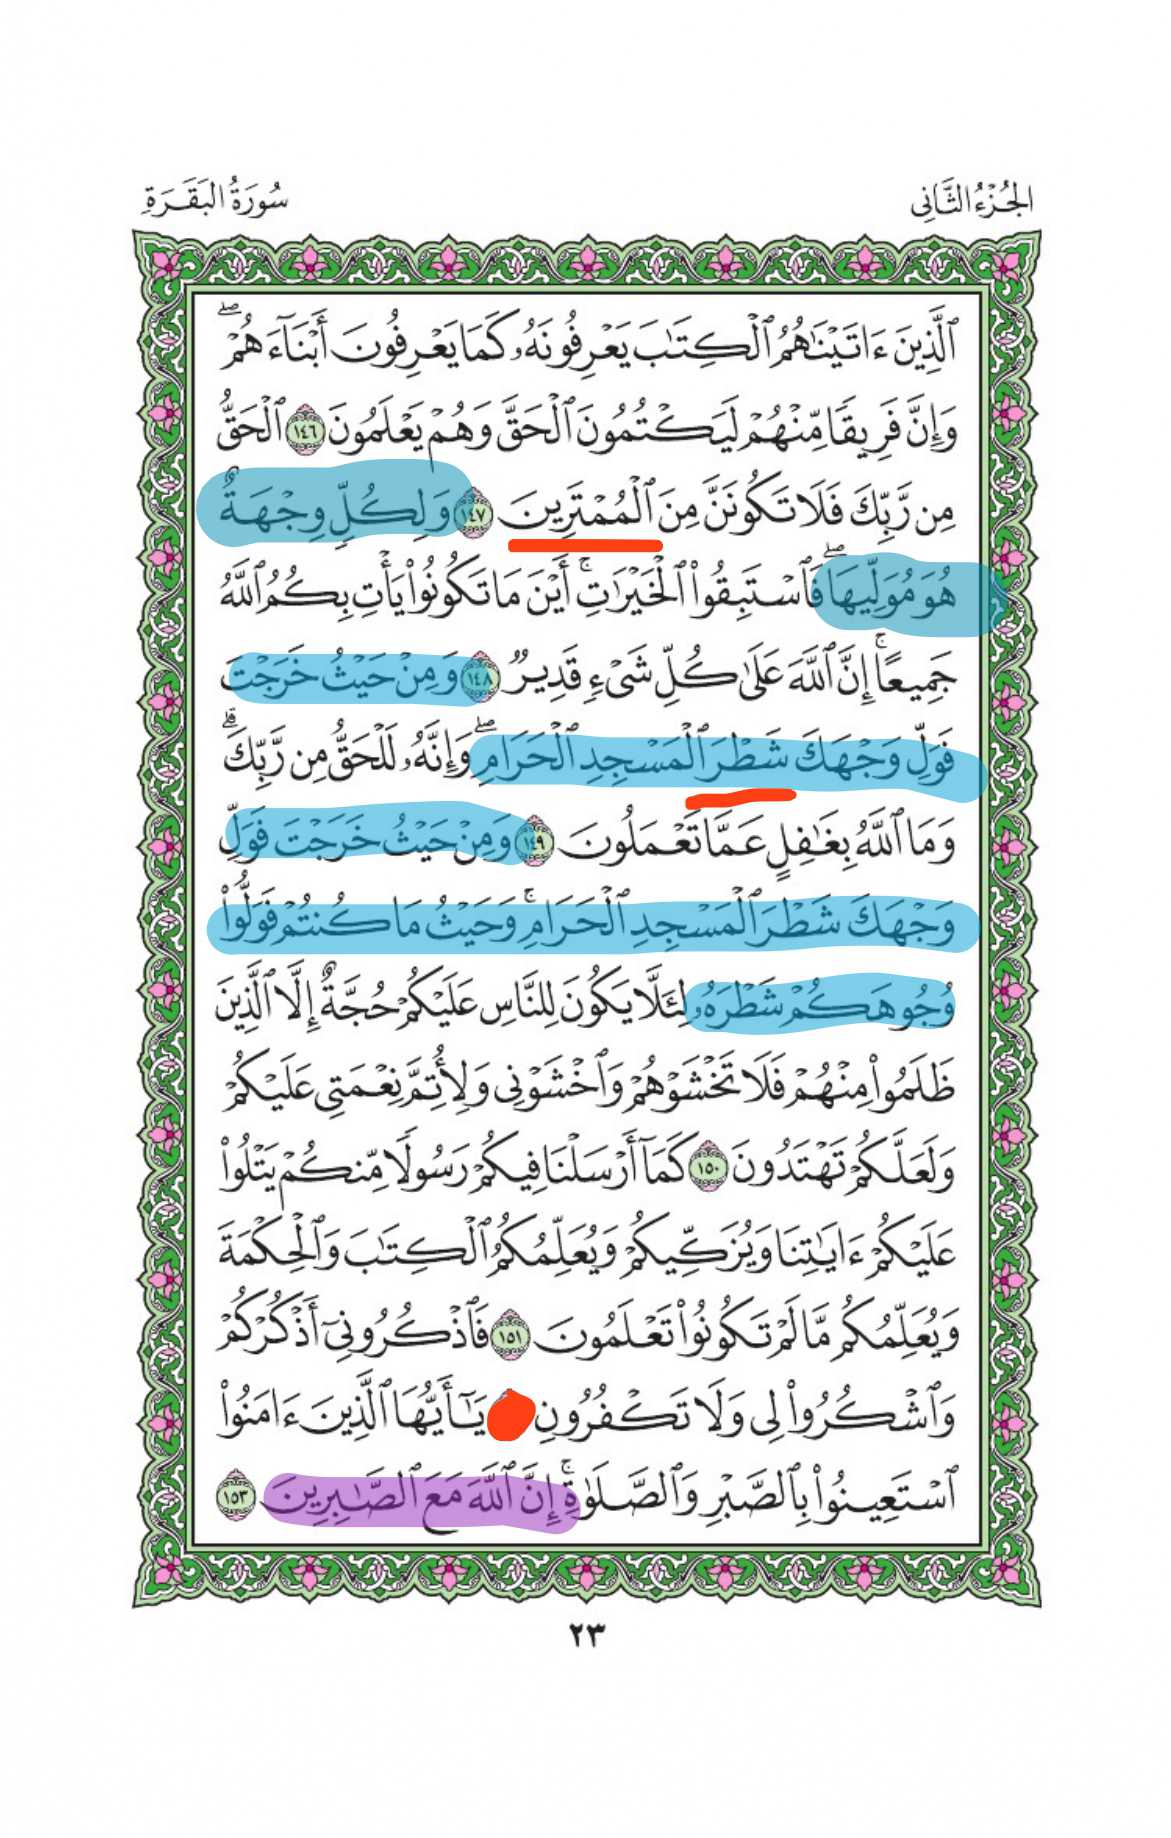 الجُزْءُ الثَّانِي
سُورَةُ البَقَرَةِ
ٱلَّذِينَ ءَاتَيْنَٰهُمُ ٱلْكِتَٰبَ يَعْرِفُونَهُۥ كَمَا يَعْرِفُونَ أَبْنَآءَهُمْۖ
وَإِنَّ فَرِيقًا مِّنْهُمْ لَيَكْتُمُونَ ٱلْحَقَّ وَهُمْ يَعْلَمُونَ ١٤٦ ٱلْحَقُّ
مِن رَّبِّكَ فَلَا تَكُونَنَّ مِنَ ٱلْمُمْتَرِينَ ١٤٧ وَلِكُلٍّ وِجْهَةٌ
هُوَ مُوَلِّيهَاۖ فَٱسْتَبِقُوا۟ ٱلْخَيْرَٰتِۚ أَيْنَ مَا تَكُونُوا۟ يَأْتِ بِكُمُ ٱللَّهُ
جَمِيعًاۚ إِنَّ ٱللَّهَ عَلَىٰ كُلِّ شَىْءٍ قَدِيرٌ ١٤٨ وَمِنْ حَيْثُ خَرَجْتَ
فَوَلِّ وَجْهَكَ شَطْرَ ٱلْمَسْجِدِ ٱلْحَرَامِۖ وَإِنَّهُۥ لَلْحَقُّ مِن رَّبِّكَۗ
وَمَا ٱللَّهُ بِغَٰفِلٍ عَمَّا تَعْمَلُونَ ١٤٩ وَمِنْ حَيْثُ خَرَجْتَ فَوَلِّ
وَجْهَكَ شَطْرَ ٱلْمَسْجِدِ ٱلْحَرَامِۚ وَحَيْثُ مَا كُنتُمْ فَوَلُّوا۟
وُجُوهَكُمْ شَطْرَهُۥ لِئَلَّا يَكُونَ لِلنَّاسِ عَلَيْكُمْ حُجَّةٌ إِلَّا ٱلَّذِينَ
ظَلَمُوا۟ مِنْهُمْ فَلَا تَخْشَوْهُمْ وَٱخْشَوْنِى وَلِأُتِمَّ نِعْمَتِى عَلَيْكُمْ
وَلَعَلَّكُمْ تَهْتَدُونَ ١٥٠ كَمَآ أَرْسَلْنَا فِيكُمْ رَسُولًا مِّنكُمْ يَتْلُوا۟
عَلَيْكُمْ ءَايَٰتِنَا وَيُزَكِّيكُمْ وَيُعَلِّمُكُمُ ٱلْكِتَٰبَ وَٱلْحِكْمَةَ
وَيُعَلِّمُكُم مَّا لَمْ تَكُونُوا۟ تَعْلَمُونَ ١٥١ فَٱذْكُرُونِىٓ أَذْكُرْكُمْ
وَٱشْكُرُوا۟ لِى وَلَا تَكْفُرُونِ يَٰٓأَيُّهَا ٱلَّذِينَ ءَامَنُوا۟
ٱسْتَعِينُوا۟ بِٱلصَّبْرِ وَٱلصَّلَوٰةِۚ إِنَّ ٱللَّهَ مَعَ ٱلصَّٰبِرِينَ ١٥٣
٢٣